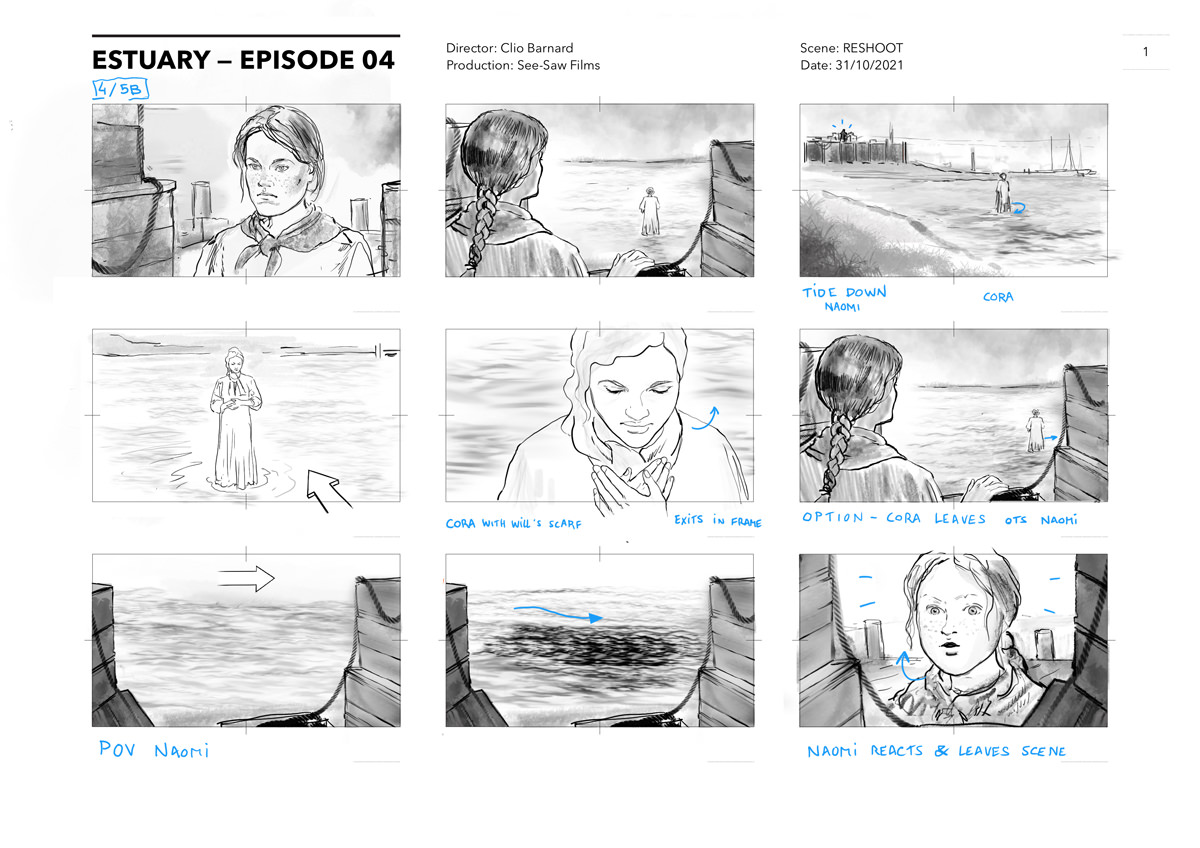 ESTUARY – EPISODE 04
Director: Clio Barnard
Production: See-Saw Films
Scene: RESHOOT
Date: 31/10/2021
1
4/5B
TIDE DOWN
NAOMI
CORA
CORA WITH WILL'S SCARF
EXITS IN FRAME
OPTION – CORA LEAVES OTS NAOMI
POV NAOMI
NAOMI REACTS & LEAVES SCENE